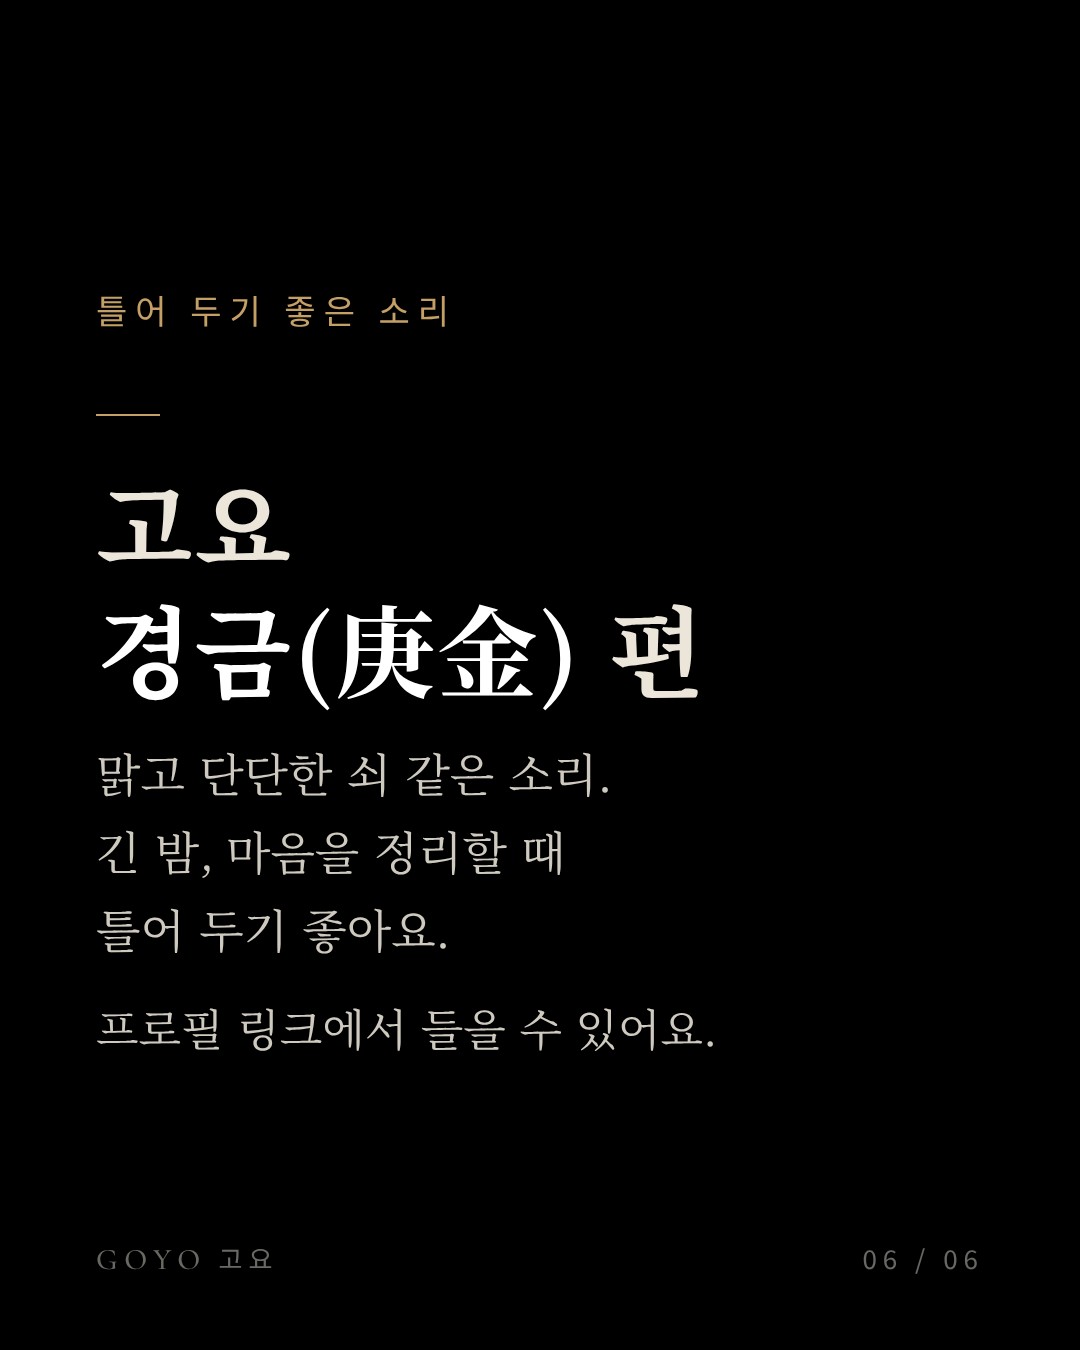 틀어 두기 좋은 소리
고요
경금(庚金) 편
맑고 단단한 쇠 같은 소리.
긴 밤, 마음을 정리할 때
틀어 두기 좋아요.
프로필 링크에서 들을 수 있어요.
GOYO 고요
06 / 06